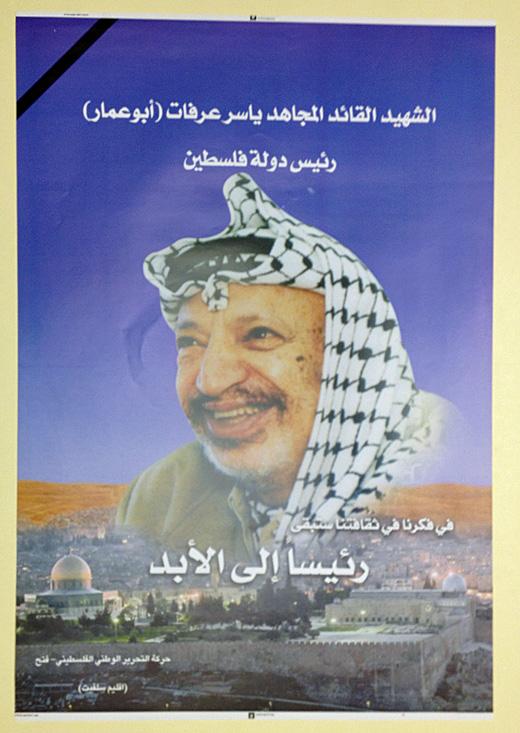 الشهيد القائد المجاهد ياسر عرفات (أبوعمار)
رئيس دولة فلسطين
في فكرنا في ثقافتنا ستبقى
رئيسا إلى الأبد
حركة التحرير الوطني الفلسطيني - فتح
(اقليم سلفيت)